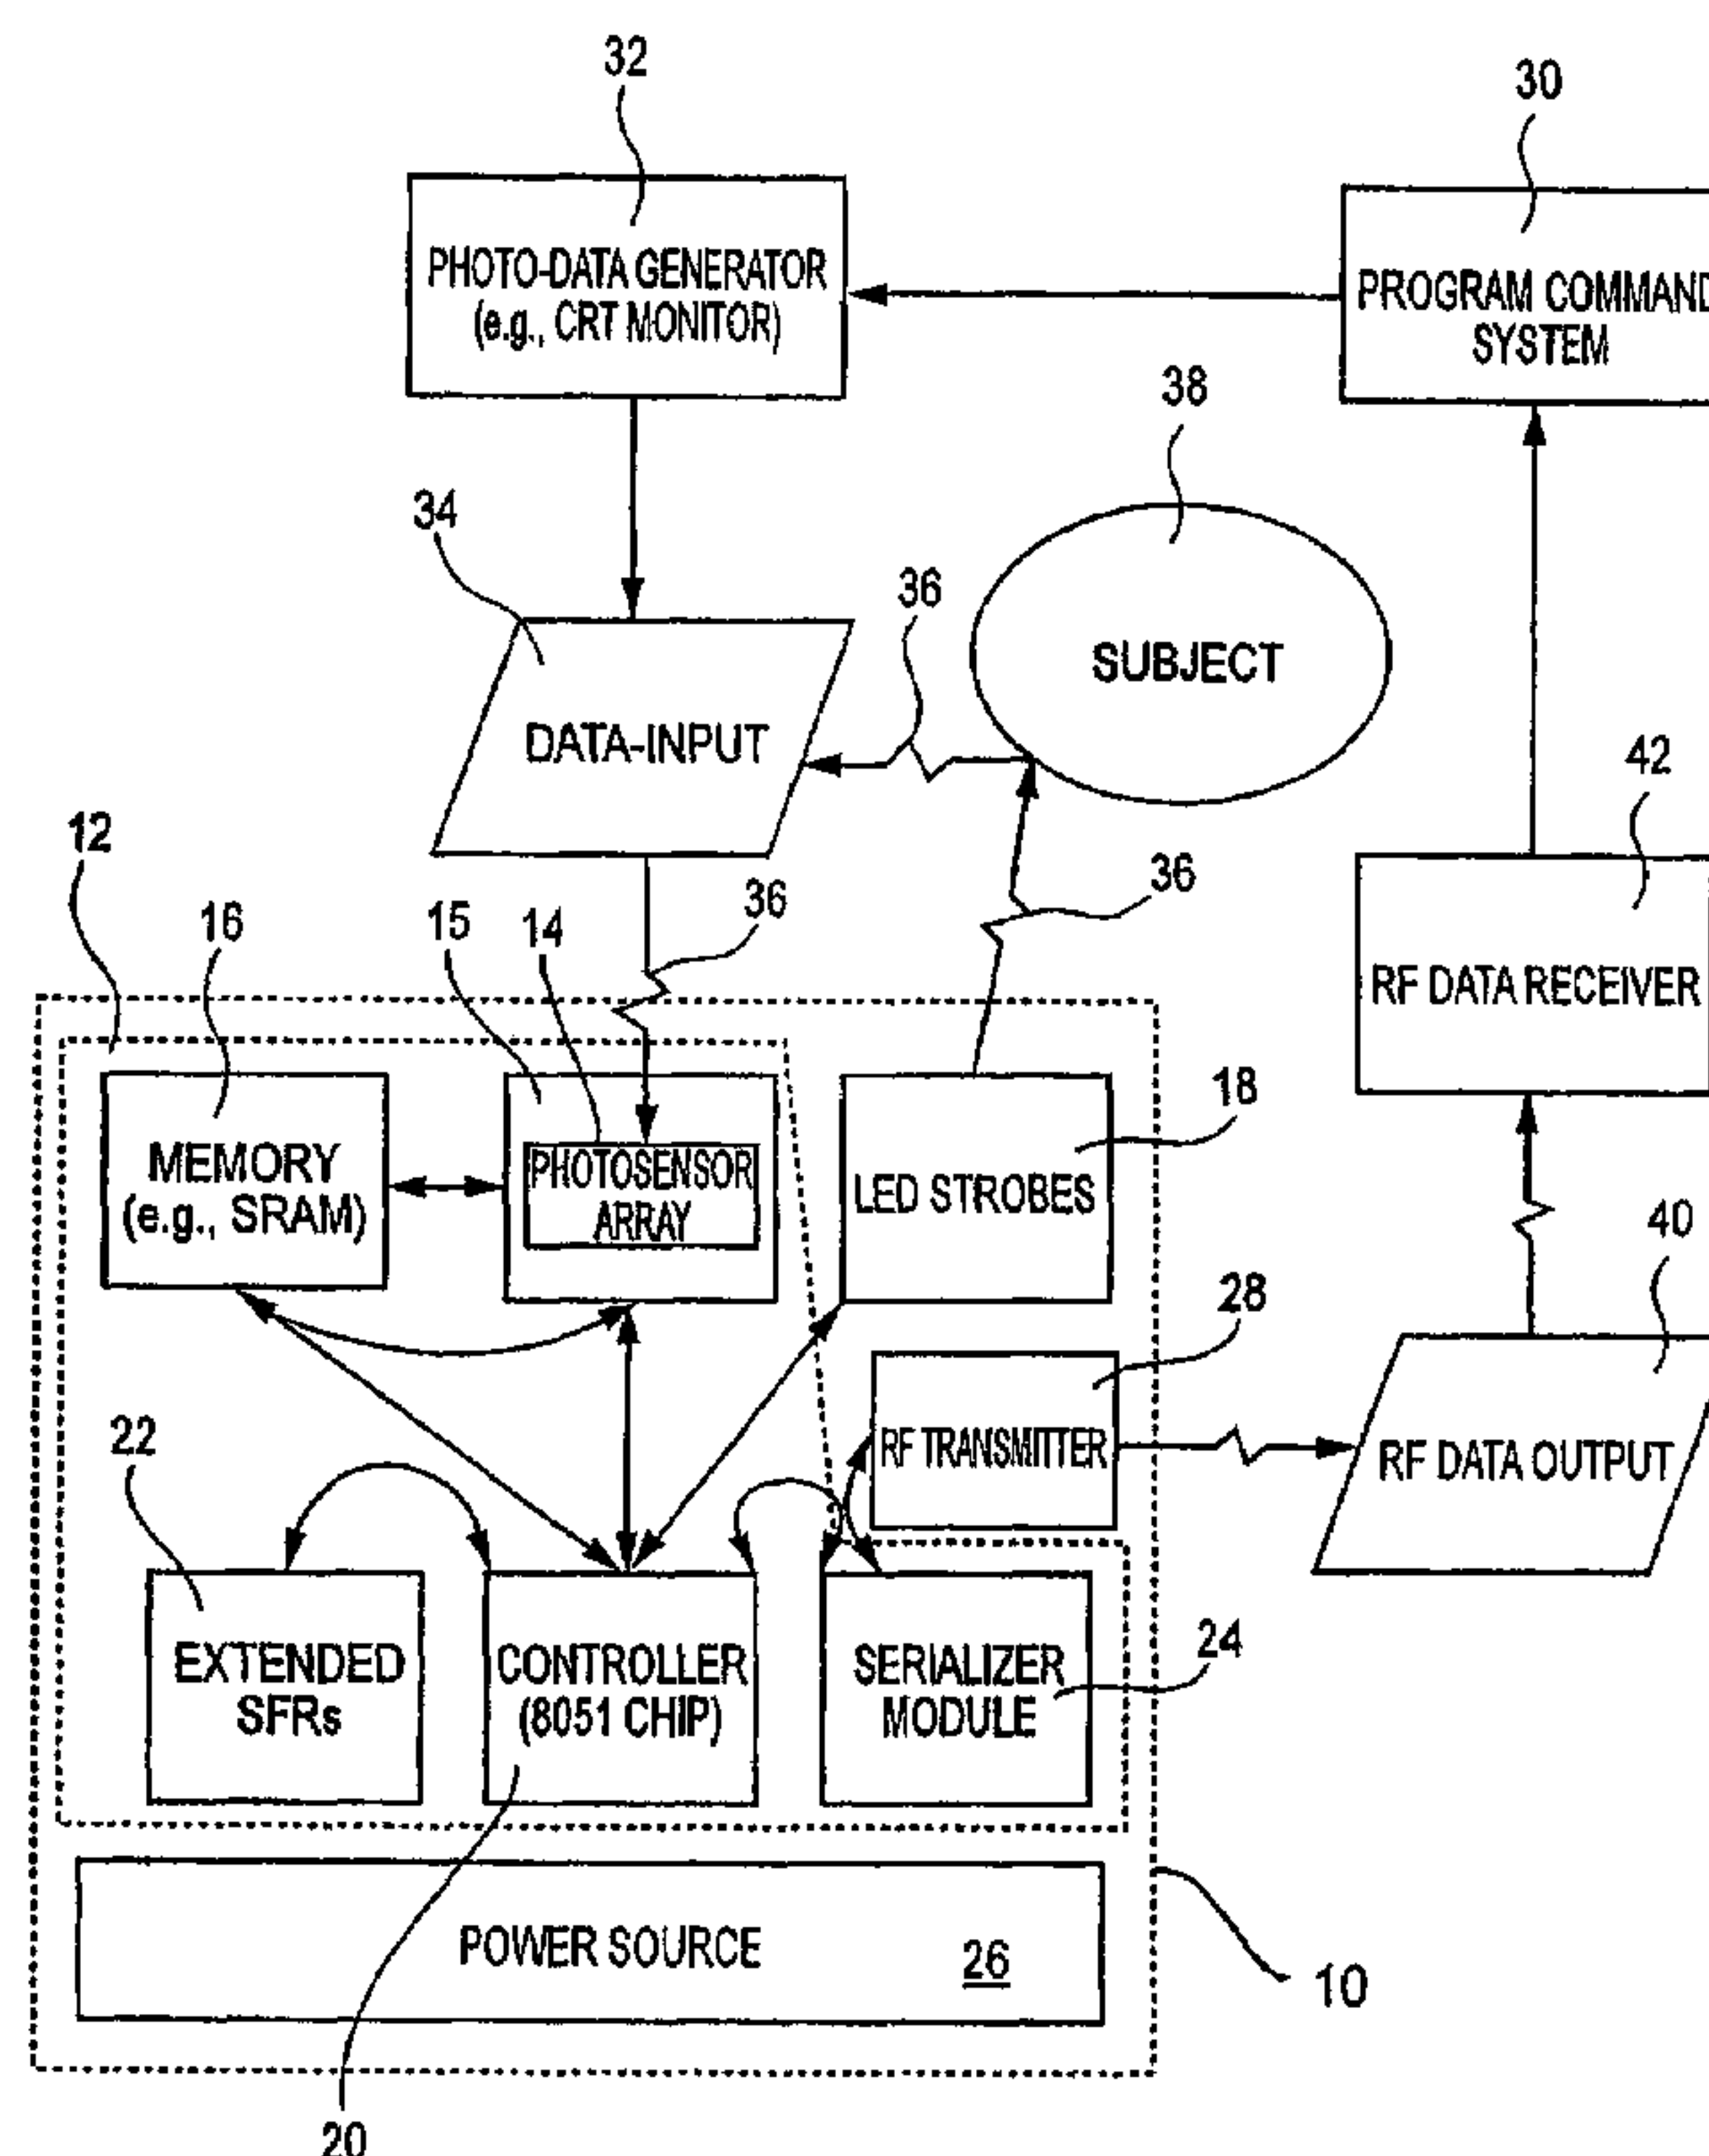 32
30
PHOTO-DATA GENERATOR
(e.g., CRT MONITOR)
PROGRAM COMMAND
SYSTEM
38
34
36
SUBJECT
DATA-INPUT
42
12
16
15
14
36
36
RF DATA RECEIVER
MEMORY
(e.g., SRAM)
PHOTOSENSOR
ARRAY
LED STROBES
18
40
28
22
RF TRANSMITTER
RF DATA OUTPUT
EXTENDED
SFRs
CONTROLLER
(8051 CHIP)
SERIALIZER
MODULE
24
POWER SOURCE
26
10
20